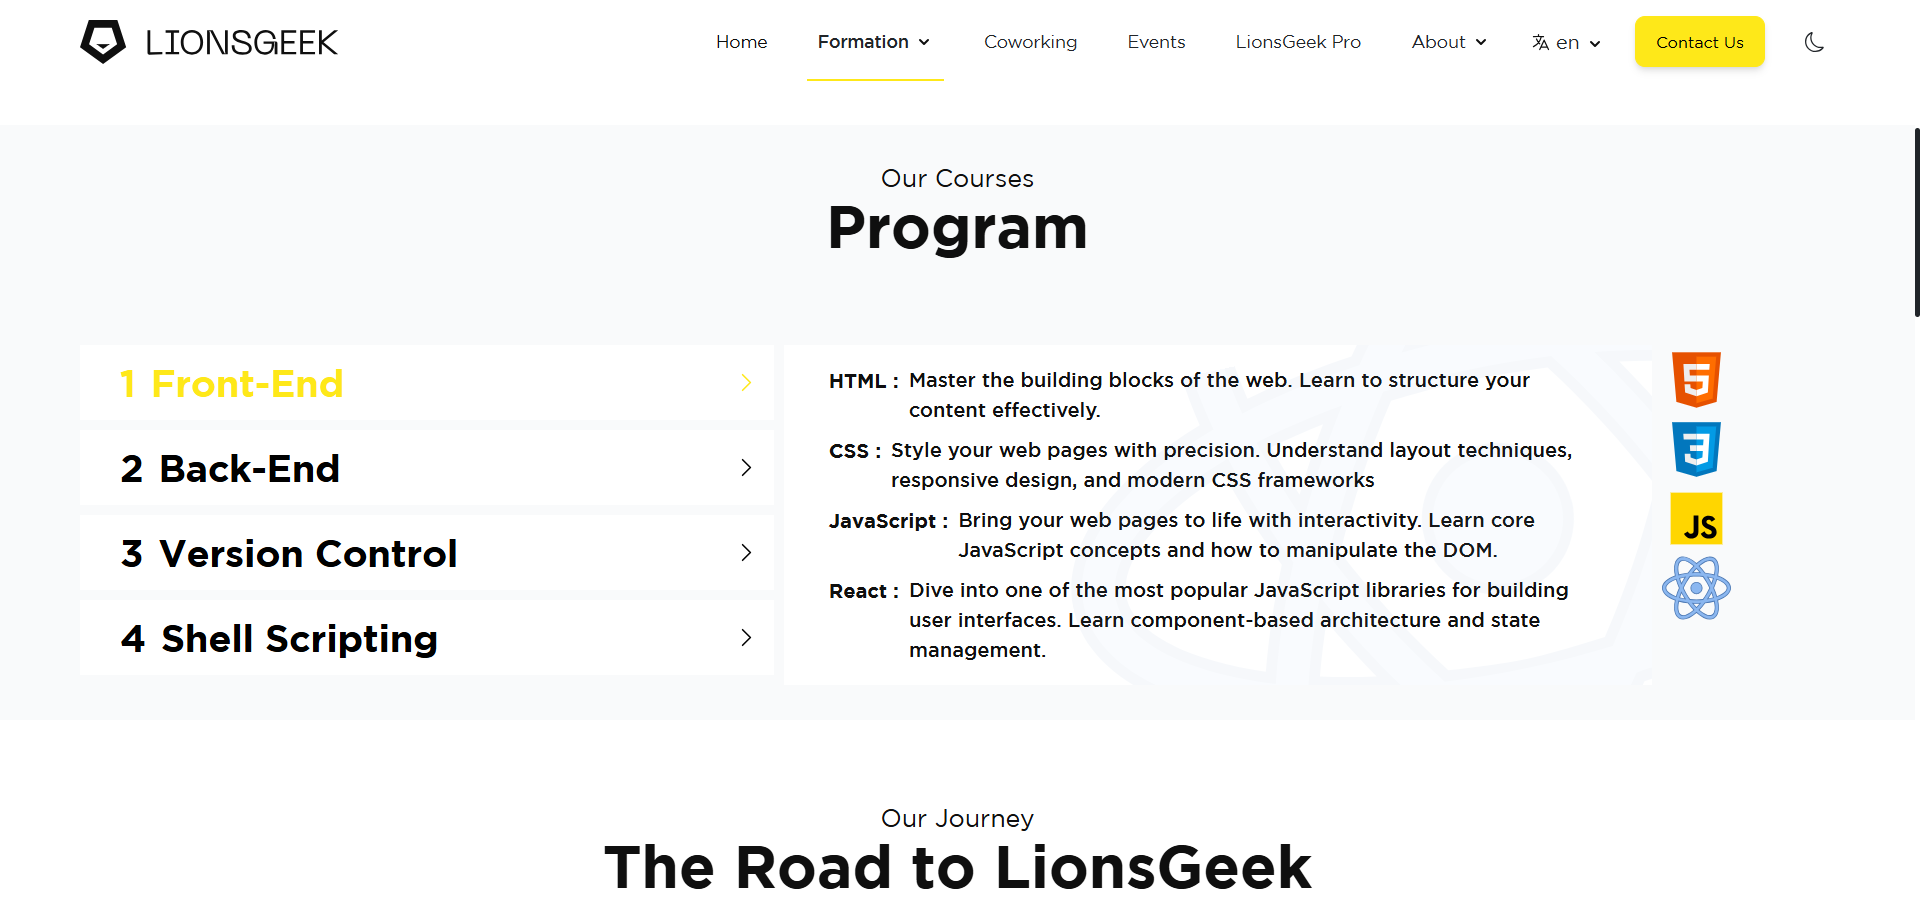 LIONSGEEK
Home
Formation
Coworking
Events
LionsGeek Pro
About
en
Contact Us
Our Courses
Program
1 Front-End
2 Back-End
3 Version Control
4 Shell Scripting
HTML : Master the building blocks of the web. Learn to structure your
content effectively.
CSS : Style your web pages with precision. Understand layout techniques,
responsive design, and modern CSS frameworks
JavaScript : Bring your web pages to life with interactivity. Learn core
JavaScript concepts and how to manipulate the DOM.
React : Dive into one of the most popular JavaScript libraries for building
user interfaces. Learn component-based architecture and state
management.
5
3
JS
Our Journey
The Road to LionsGeek